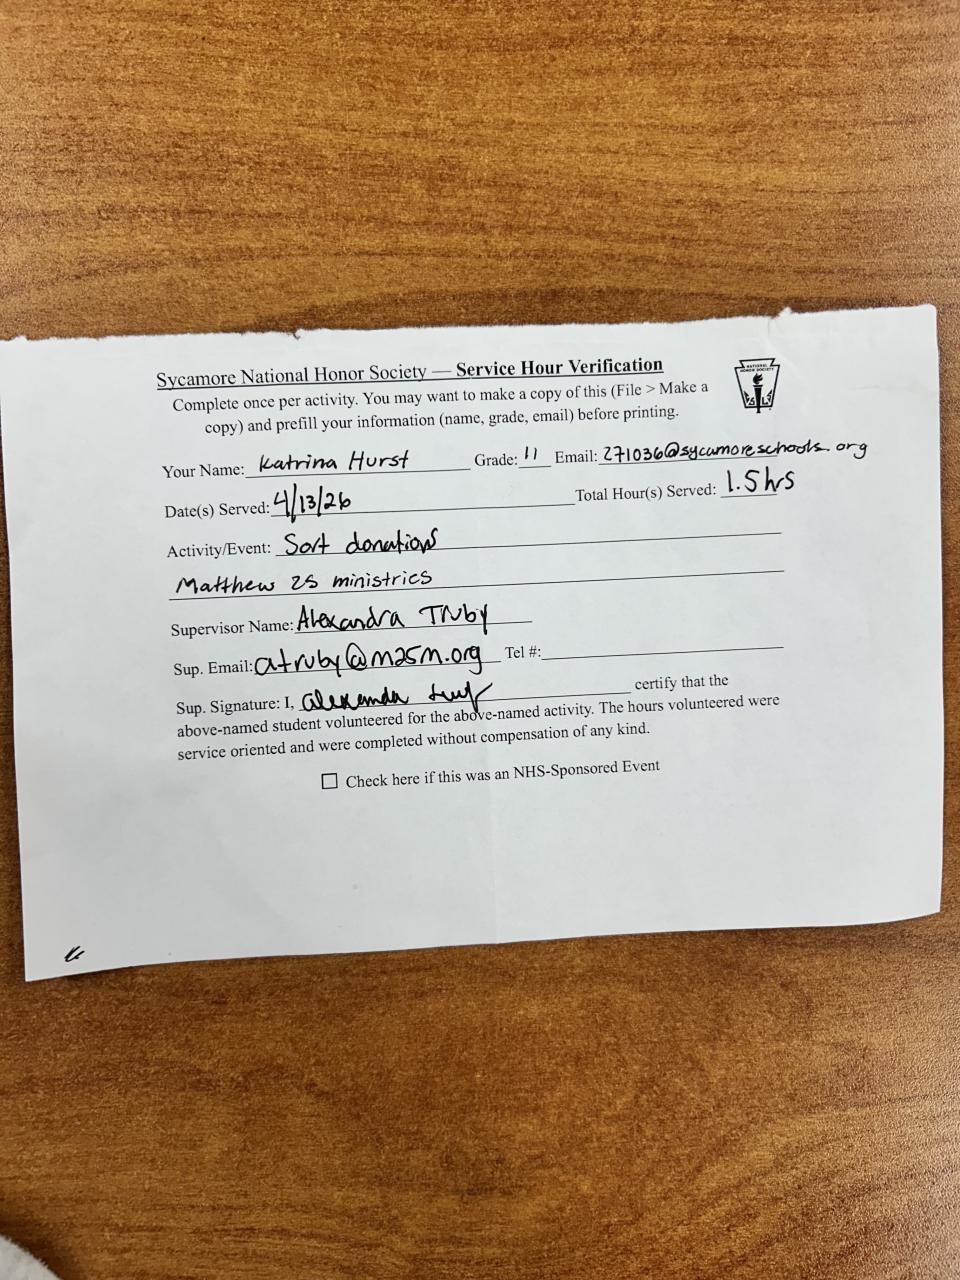 Sycamore National Honor Society — Service Hour Verification
Complete once per activity. You may want to make a copy of this (File > Make a
copy) and prefill your information (name, grade, email) before printing.
NATIONAL
HONOR SOCIETY
Your Name: Katrina Hurst Grade: 11 Email: 271036@sycamoreschools.org
Date(s) Served: 4/13/26 Total Hour(s) Served: 1.5hrs
Activity/Event: Sort donations
Matthew 25 ministries
Supervisor Name: Alexandra Truby
Sup. Email: atruby@m25m.org Tel #:
Sup. Signature: I, certify that the
above-named student volunteered for the above-named activity. The hours volunteered were
service oriented and were completed without compensation of any kind.
☐ Check here if this was an NHS-Sponsored Event